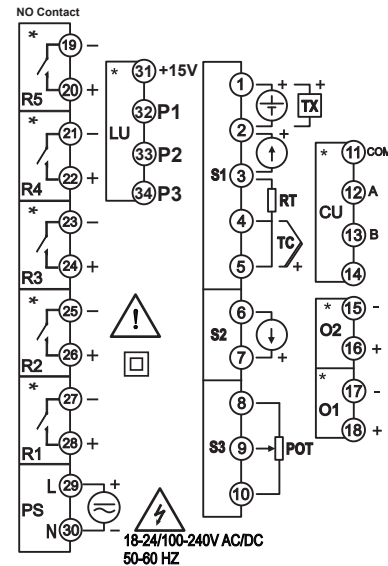 NO Contact
*
19 -
20 +
R5
*
21 -
22 +
R4
*
23 -
24 +
R3
*
25 -
26 +
R2
*
27 -
28 +
R1
L 29 +
PS
N 30 -
18-24/100-240V AC/DC
50-60 HZ
* 31 +15V
32 P1
LU
33 P2
34 P3
!
1 +
TX
2 +
S1 3
RT
4
TC
5 +
6
S2
7 +
8
S3 9 POT
10
* 11 COM
12 A
CU
13 B
14
* 15 -
O2
16 +
* 17 -
O1
18 +